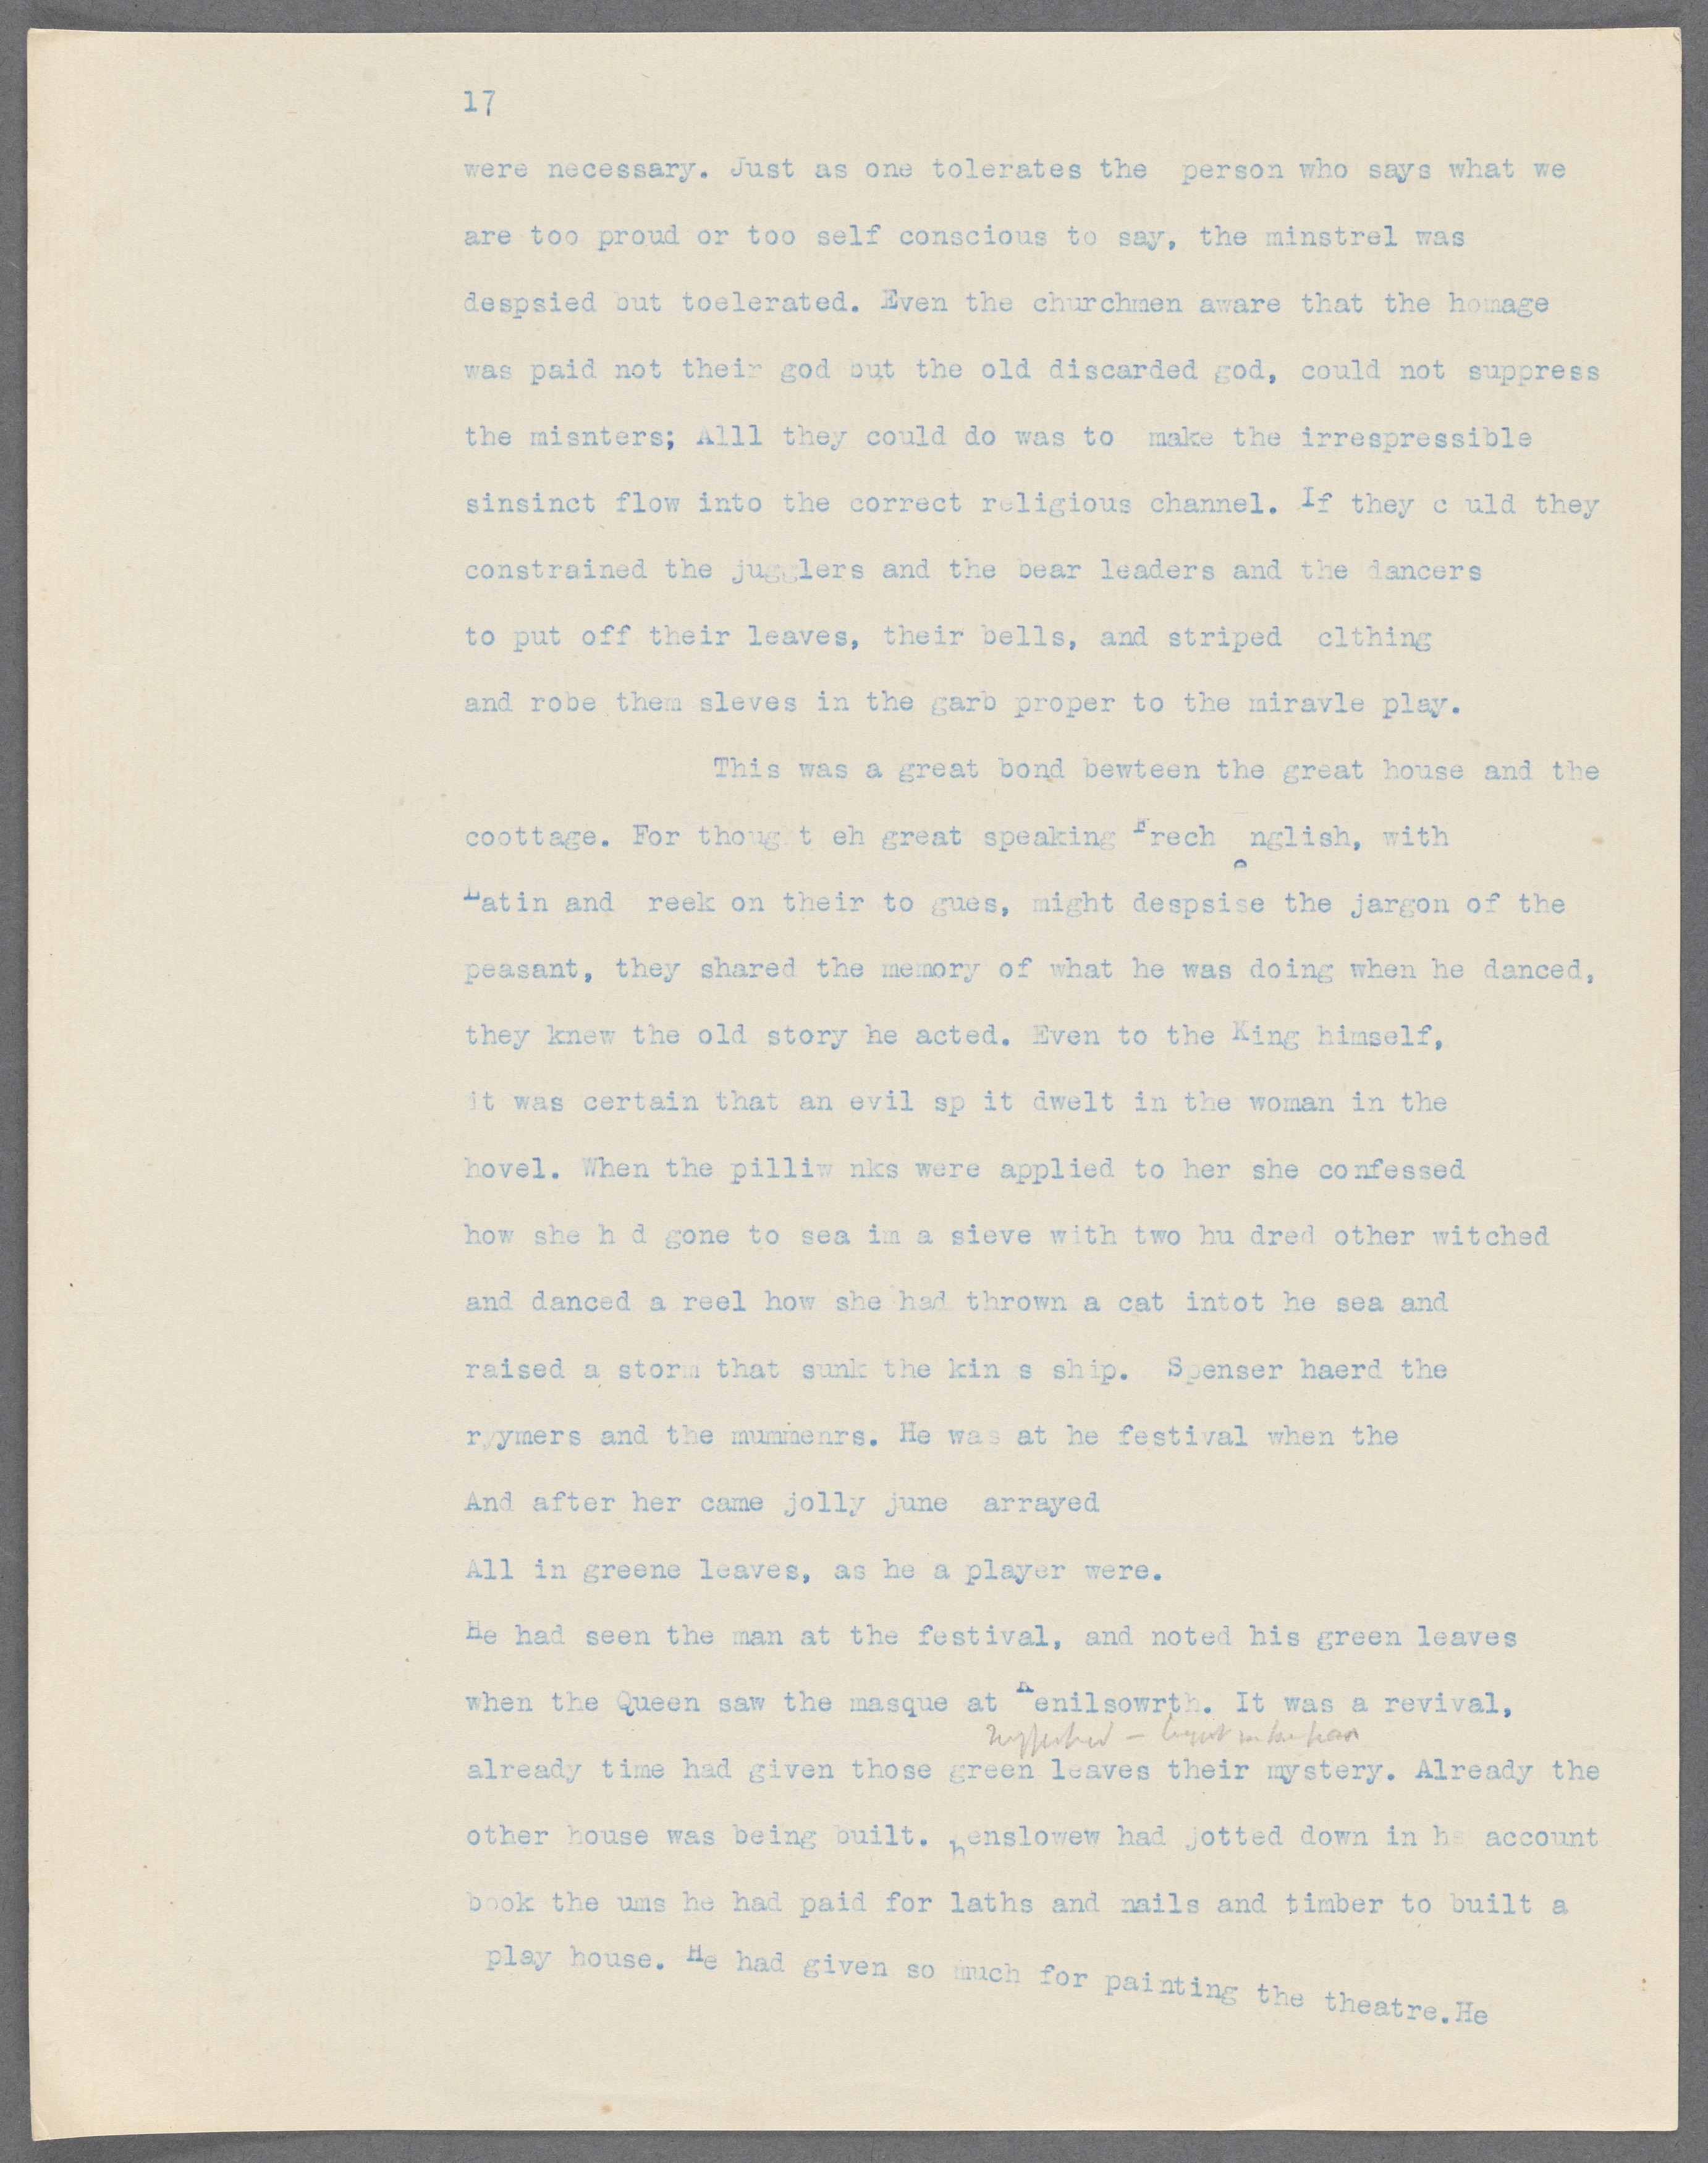 17
were necessary. Just as one tolerates the person who says what we
are too proud or too self conscious to say, the minstrel was
despsied but toelerated. Even the churchmen aware that the homage
was paid not their god but the old discarded god, could not suppress
the misnters; Alll they could do was to make the irrespressible
sinsinct flow into the correct religious channel. If they c uld they
constrained the jugglers and the bear leaders and the dancers
to put off their leaves, their bells, and striped clthing
and robe them sleves in the garb proper to the miravle play.
This was a great bond bewteen the great house and the
coottage. For thoug t eh great speaking Frech e nglish, with
Latin and reek on their to gues, might despsise the jargon of the
peasant, they shared the memory of what he was doing when he danced,
they knew the old story he acted. Even to the King himself,
it was certain that an evil sp it dwelt in the woman in the
hovel. When the pilliw nks were applied to her she confessed
how she h d gone to sea im a sieve with two hu dred other witched
and danced a reel how she had thrown a cat intot he sea and
raised a storm that sunk the kin s ship. Spenser haerd the
ryymers and the mummenrs. He was at he festival when the
And after her came jolly june arrayed
All in greene leaves, as he a player were.
He had seen the man at the festival, and noted his green leaves
when the Queen saw the masque at Kenilsowrth. It was a revival,
already time had given those green leaves their mystery. Already the
other house was being built. henslowew had jotted down in hs account
book the ums he had paid for laths and nails and timber to built a
play house. He had given so much for painting the theatre.He